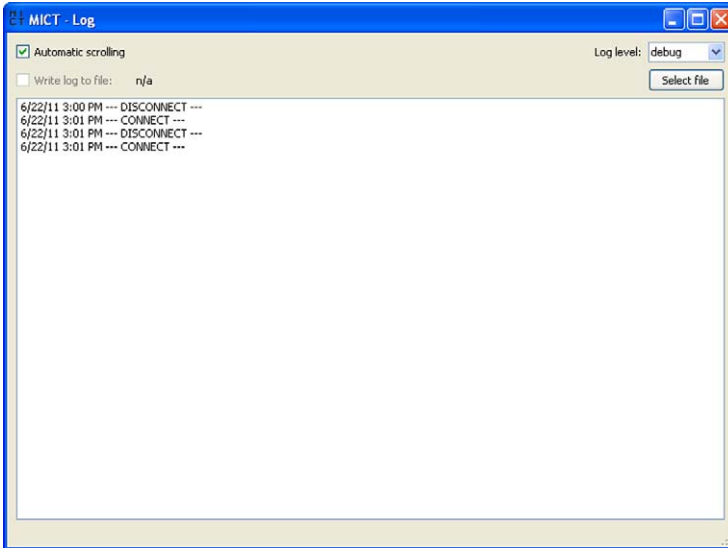 MICT - Log
Automatic scrolling
Log level: debug
Write log to file: n/a
Select file
6/22/11 3:00 PM --- DISCONNECT ---
6/22/11 3:01 PM --- CONNECT ---
6/22/11 3:01 PM --- DISCONNECT ---
6/22/11 3:01 PM --- CONNECT ---